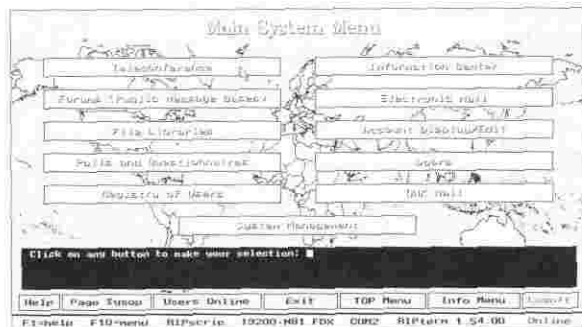 Main System Menu
Teleconference Information Center
Forums (Public Message Bases) Electronic Mail
File Libraries Account Display/Edit
Polls and Questionnaires Doors
Registry of Users The Mall
System Management
Click on any button to make your selection:
Help Page Sysop Users Online Exit TOP Menu Info Menu Logoff
F1=help F10=menu RIPscrip 19200-N81 FDX COM2 RIPterm 1.54.00 Online